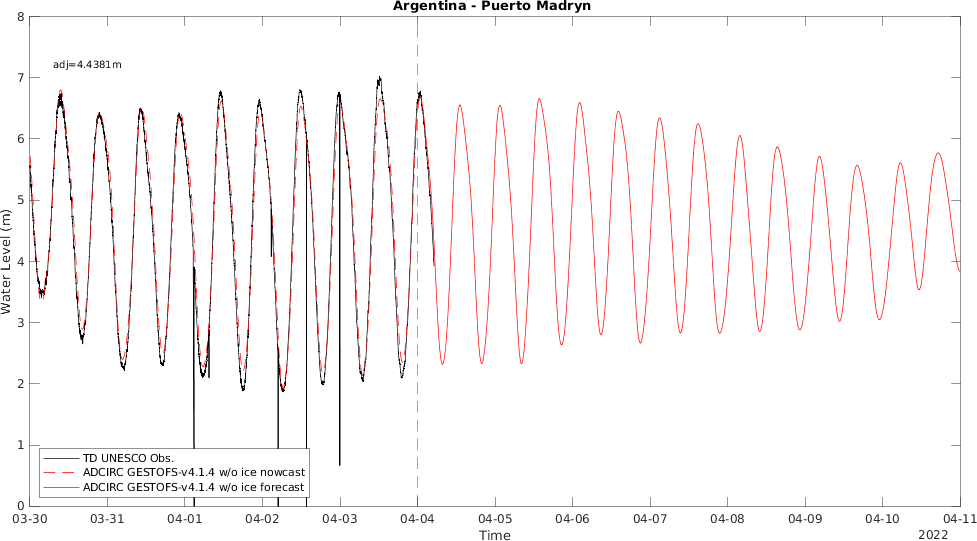 Argentina - Puerto Madryn
8
adj=4.4381m
7
6
5
4
3
2
1
0
Water Level (m)
TD UNESCO Obs.
ADCIRC GESTOFS-v4.1.4 w/o ice nowcast
ADCIRC GESTOFS-v4.1.4 w/o ice forecast
03-30 03-31 04-01 04-02 04-03 04-04 04-05 04-06 04-07 04-08 04-09 04-10 04-11
Time
2022